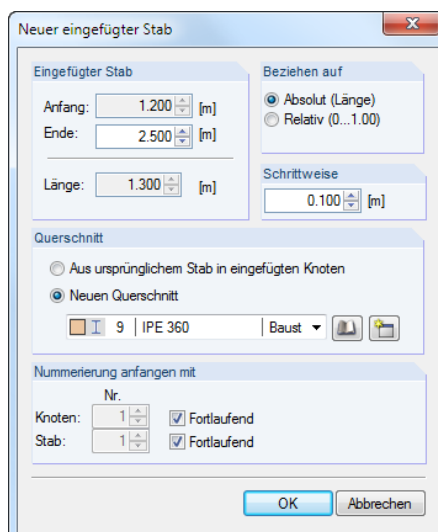 Neuer eingefügter Stab
Eingefügter Stab
Anfang: 1.200 [m]
Ende: 2.500 [m]
Länge: 1.300 [m]
Beziehen auf
Absolut (Länge)
Relativ (0...1.00)
Schrittweise
0.100 [m]
Querschnitt
Aus ursprünglichem Stab in eingefügten Knoten
Neuen Querschnitt
9 IPE 360 Baust
Nummerierung anfangen mit
Nr.
Knoten: 1 Fortlaufend
Stab: 1 Fortlaufend
OK Abbrechen